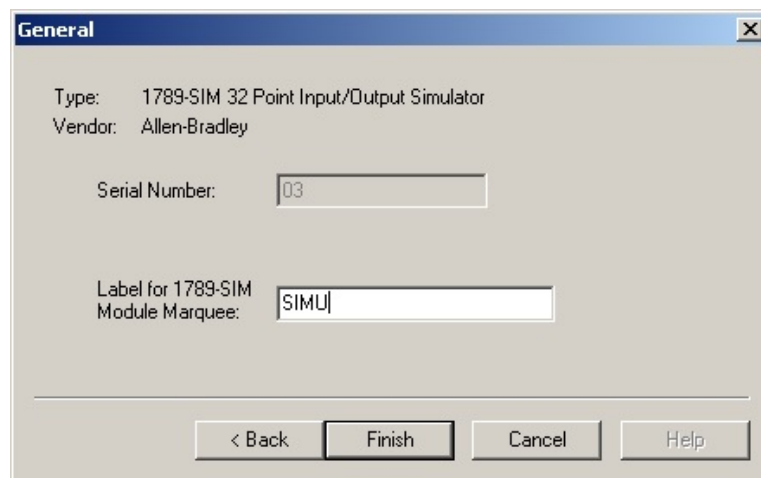 General
Type: 1789-SIM 32 Point Input/Output Simulator
Vendor: Allen-Bradley
Serial Number: 03
Label for 1789-SIM
Module Marquee: SIMU
< Back Finish Cancel Help